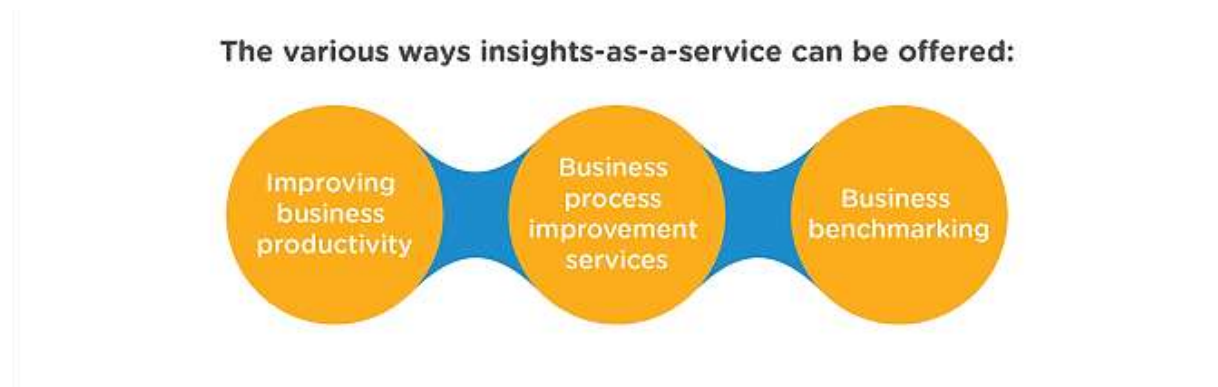 The various ways insights-as-a-service can be offered:
Improving
business
productivity
Business
process
improvement
services
Business
benchmarking